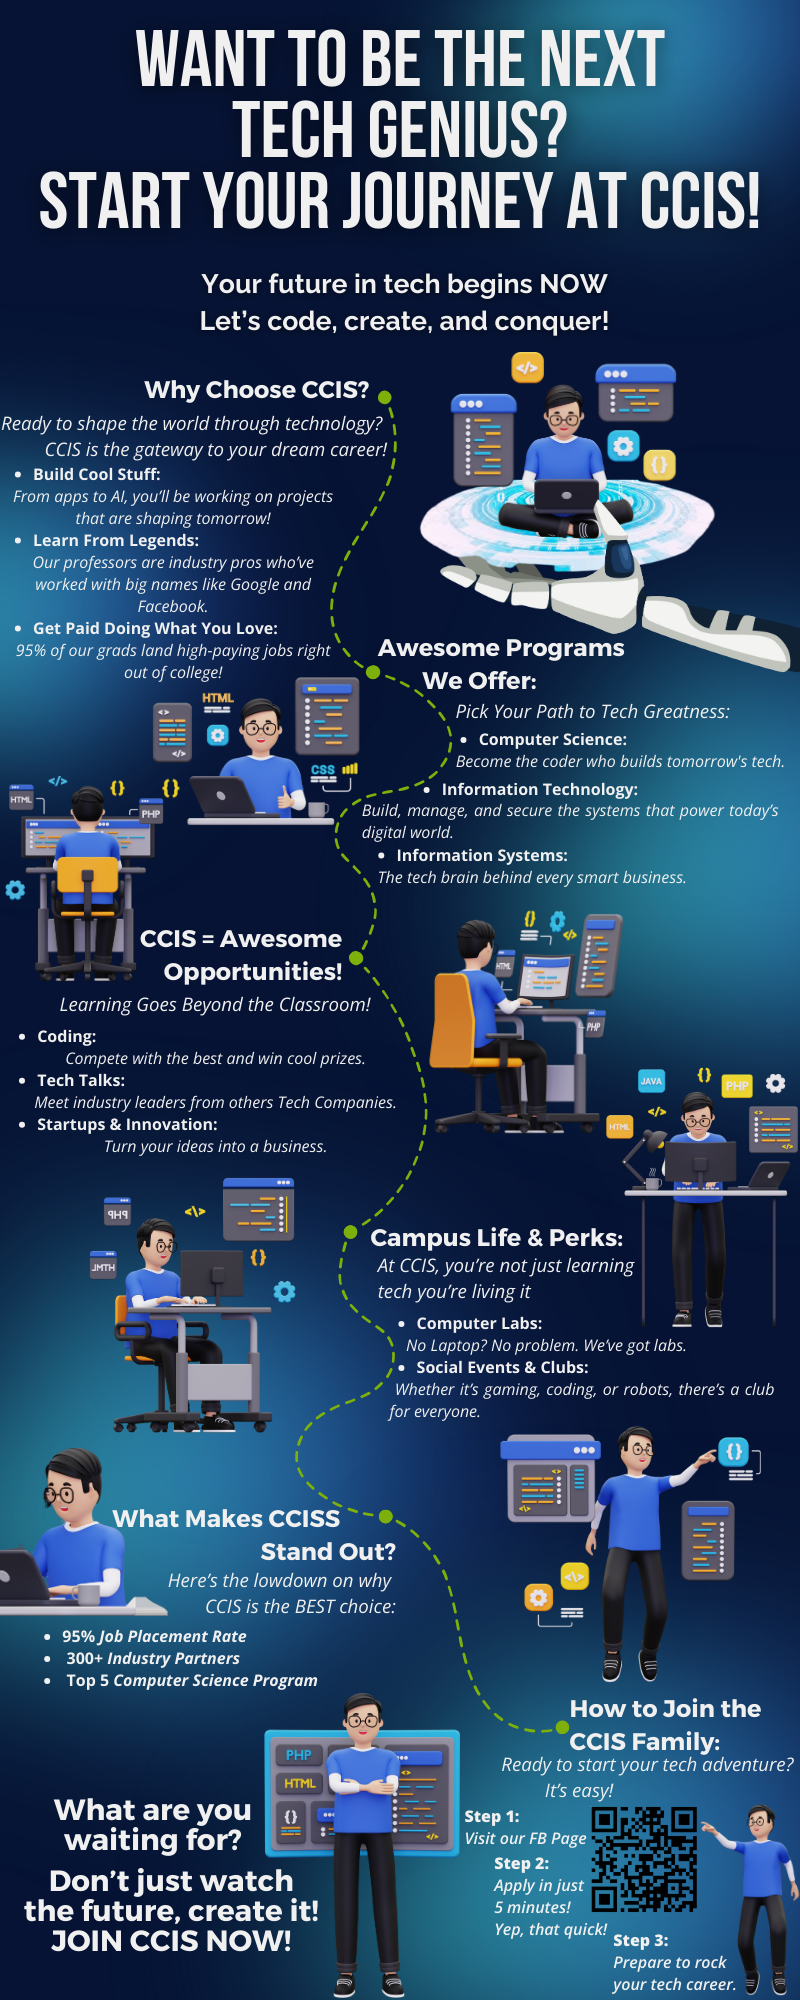 WANT TO BE THE NEXT
TECH GENIUS?
START YOUR JOURNEY AT CCIS!
Your future in tech begins NOW
Let's code, create, and conquer!
Why Choose CCIS?
Ready to shape the world through technology?
CCIS is the gateway to your dream career!
• Build Cool Stuff:
From apps to AI, you'll be working on projects
that are shaping tomorrow!
• Learn From Legends:
Our professors are industry pros who've
worked with big names like Google and
Facebook.
• Get Paid Doing What You Love:
95% of our grads land high-paying jobs right
out of college!
</>
{}
Awesome Programs
We Offer:
Pick Your Path to Tech Greatness:
• Computer Science:
Become the coder who builds tomorrow's tech.
• Information Technology:
Build, manage, and secure the systems that power today's
digital world.
• Information Systems:
The tech brain behind every smart business.
HTML
</>
CSS
</>
{}
{}
HTML
PHP
CCIS = Awesome
Opportunities!
Learning Goes Beyond the Classroom!
• Coding:
Compete with the best and win cool prizes.
• Tech Talks:
Meet industry leaders from others Tech Companies.
• Startups & Innovation:
Turn your ideas into a business.
{}
</>
HTML
PHP
JAVA
{}
PHP
</>
HTML
<>
</>
PHP
</>
HTML
{}
Campus Life & Perks:
At CCIS, you're not just learning
tech you're living it
• Computer Labs:
No Laptop? No problem. We've got labs.
• Social Events & Clubs:
Whether it's gaming, coding, or robots, there's a club
for everyone.
{}
<>
</>
</>
What Makes CCISS
Stand Out?
Here's the lowdown on why
CCIS is the BEST choice:
• 95% Job Placement Rate
• 300+ Industry Partners
• Top 5 Computer Science Program
How to Join the
CCIS Family:
Ready to start your tech adventure?
It's easy!
Step 1:
Visit our FB Page
Step 2:
Apply in just
5 minutes!
Yep, that quick!
Step 3:
Prepare to rock
your tech career.
PHP
HTML
{}
<>
</>
What are you
waiting for?
Don't just watch
the future, create it!
JOIN CCIS NOW!